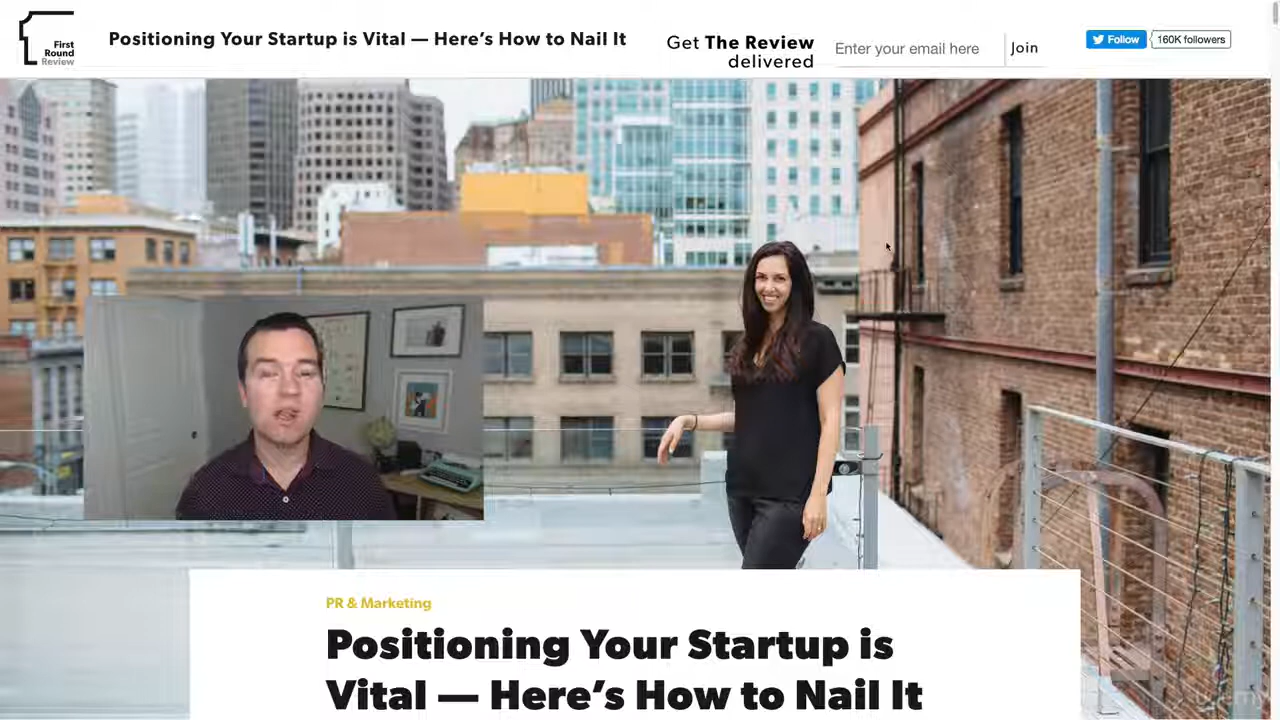 First
Round
Review
Positioning Your Startup is Vital — Here’s How to Nail It
Get The Review
delivered
Enter your email here
Join
Follow
160K followers
PR & Marketing
Positioning Your Startup is
Vital — Here’s How to Nail It